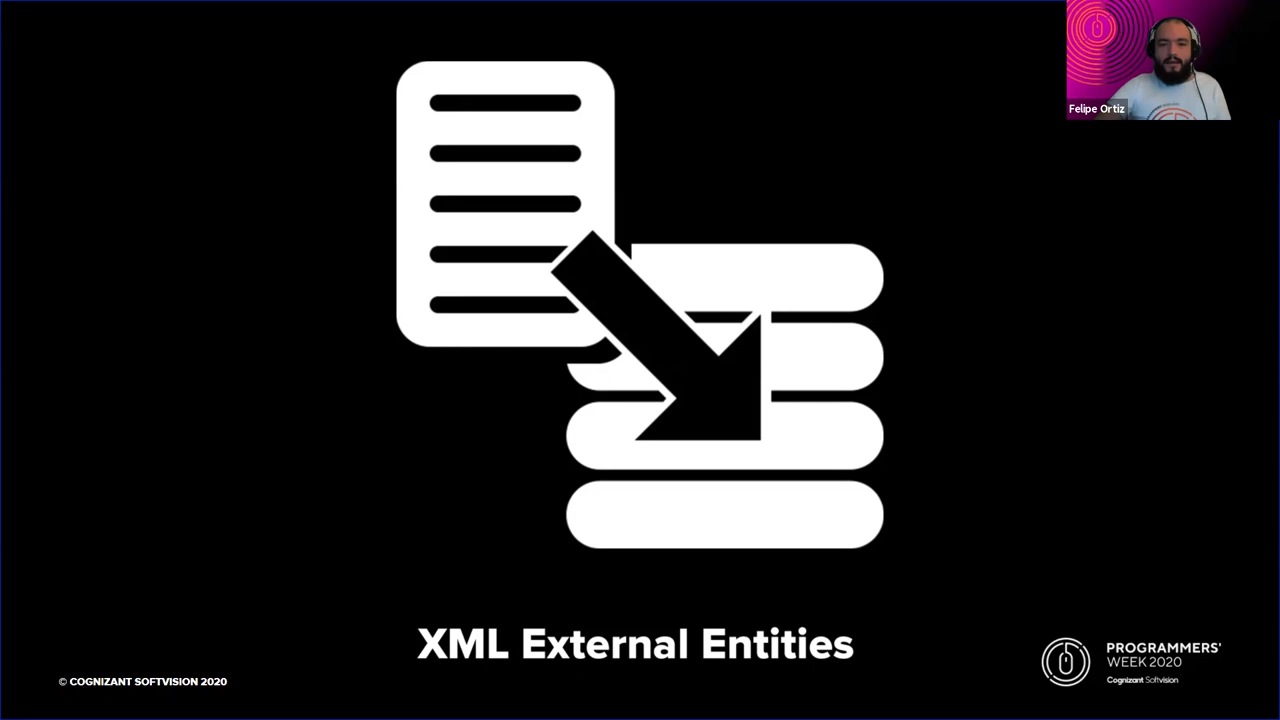 Felipe Ortiz
XML External Entities
PROGRAMMERS'
WEEK 2020
Cognizant Softvision
© COGNIZANT SOFTVISION 2020